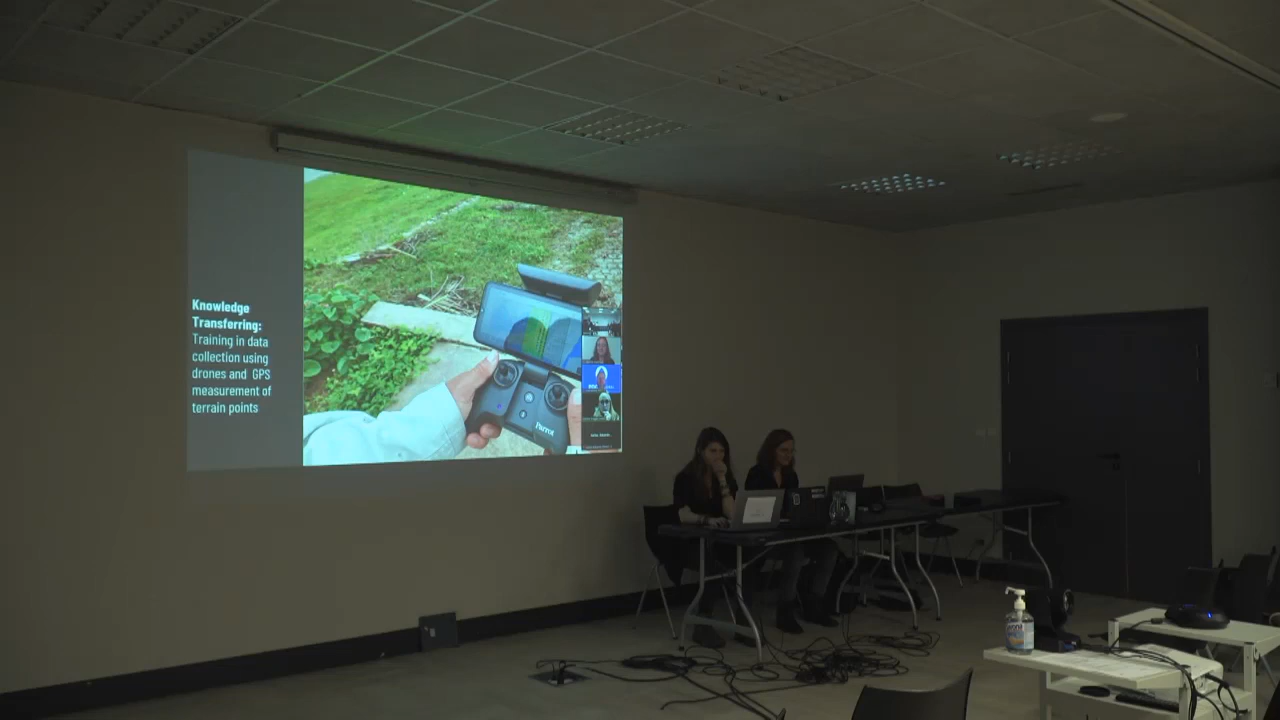 Knowledge
Transferring:
Training in data
collection using
drones and GPS
measurement of
terrain points
Parrot